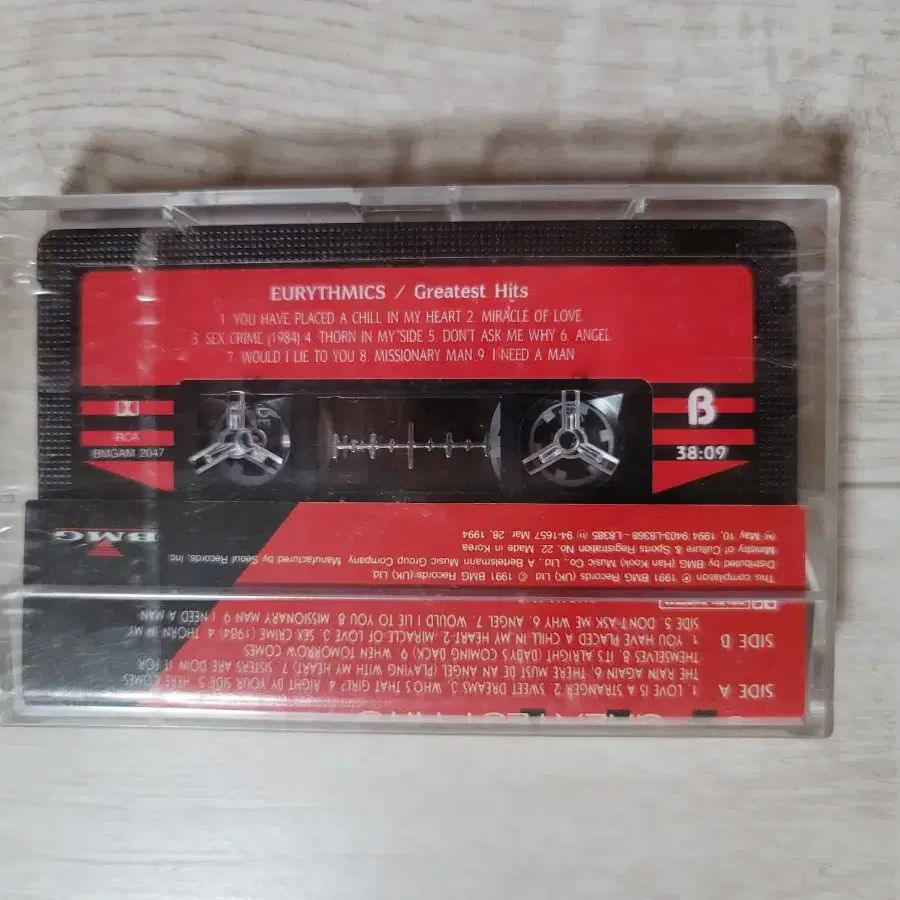 EURYTHMICS / Greatest Hits
1 YOU HAVE PLACED A CHILL IN MY HEART 2. MIRACLE OF LOVE
3 SEX CRIME (1984) 4. THORN IN MY SIDE 5. DON'T ASK ME WHY 6. ANGEL
7 WOULD I LIE TO YOU 8. MISSIONARY MAN 9 I NEED A MAN
RCA
BMGAM 2047
B
38:09
SIDE A
1. LOVE IS A STRANGER 2. SWEET DREAMS 3. WHO'S THAT GIRL? 4. RIGHT BY YOUR SIDE 5. HERE COMES
THE RAIN AGAIN 6. THERE MUST BE AN ANGEL (PLAYING WITH MY HEART) 7. SISTERS ARE DOIN IT FOR
THEMSELVES 8. IT'S ALRIGHT (BABY'S COMING BACK) 9. WHEN TOMORROW COMES
SIDE B
1. YOU HAVE PLACED A CHILL IN MY HEART 2. MIRACLE OF LOVE 3. SEX CRIME (1984) 4. THORN IN MY
SIDE 5. DON'T ASK ME WHY 6. ANGEL 7. WOULD I LIE TO YOU 8. MISSIONARY MAN 9 I NEED A MAN
This compilation ℗ 1991 BMG Records (UK) Ltd © 1991 BMG Records (UK) Ltd
Distributed by BMG (Han Kook) Music Co., Ltd., A Bertelsmann Music Group Company Manufactured by Seoul Records, Inc
Ministry of Culture & Sports Registration No. 22 Made in Korea
May 10, 1994 9403-L8368~L8385 94-1657 Mar. 28. 1994
BMG